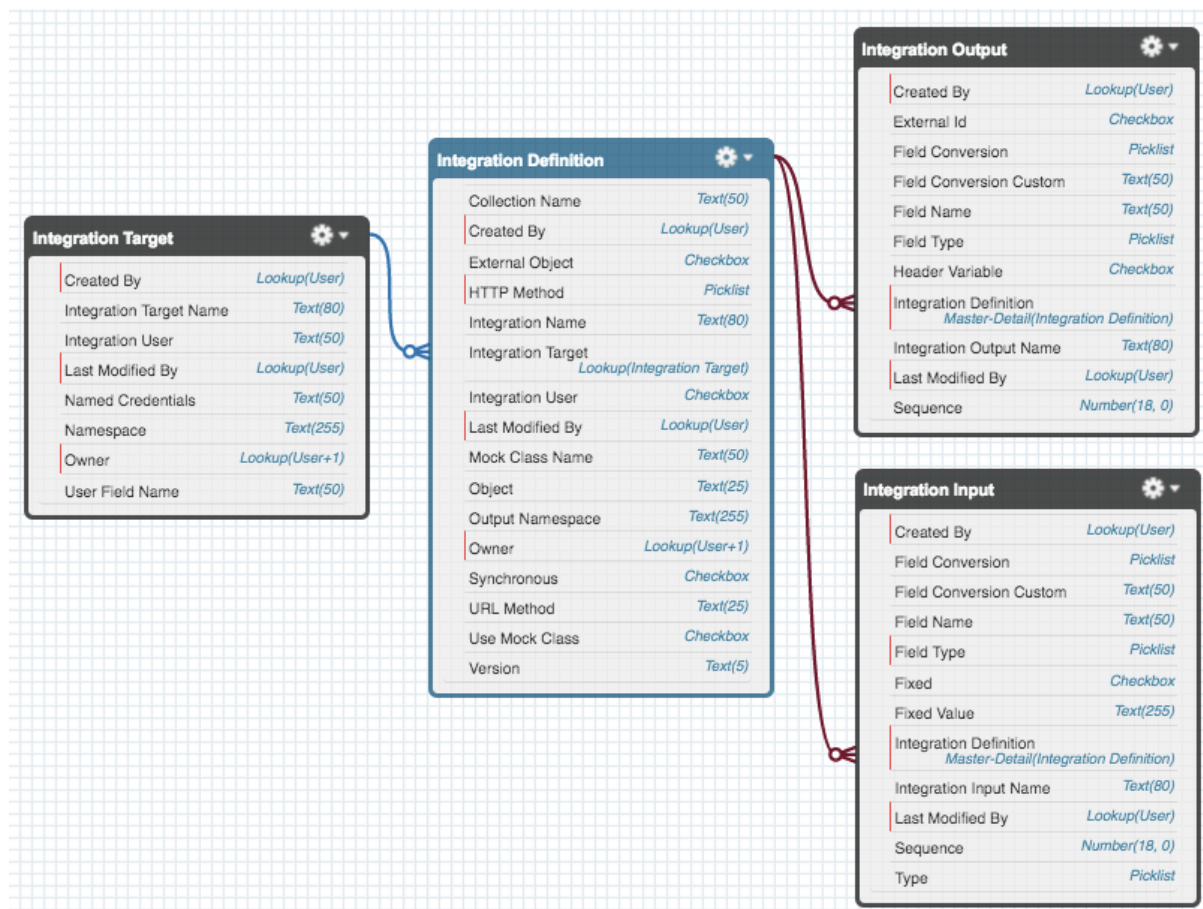 Integration Target
Created By Lookup(User)
Integration Target Name Text(80)
Integration User Text(50)
Last Modified By Lookup(User)
Named Credentials Text(50)
Namespace Text(255)
Owner Lookup(User+1)
User Field Name Text(50)
Integration Definition
Collection Name Text(50)
Created By Lookup(User)
External Object Checkbox
HTTP Method Picklist
Integration Name Text(80)
Integration Target
Lookup(Integration Target)
Integration User Checkbox
Last Modified By Lookup(User)
Mock Class Name Text(50)
Object Text(25)
Output Namespace Text(255)
Owner Lookup(User+1)
Synchronous Checkbox
URL Method Text(25)
Use Mock Class Checkbox
Version Text(5)
Integration Output
Created By Lookup(User)
External Id Checkbox
Field Conversion Picklist
Field Conversion Custom Text(50)
Field Name Text(50)
Field Type Picklist
Header Variable Checkbox
Integration Definition
Master-Detail(Integration Definition)
Integration Output Name Text(80)
Last Modified By Lookup(User)
Sequence Number(18, 0)
Integration Input
Created By Lookup(User)
Field Conversion Picklist
Field Conversion Custom Text(50)
Field Name Text(50)
Field Type Picklist
Fixed Checkbox
Fixed Value Text(255)
Integration Definition
Master-Detail(Integration Definition)
Integration Input Name Text(80)
Last Modified By Lookup(User)
Sequence Number(18, 0)
Type Picklist